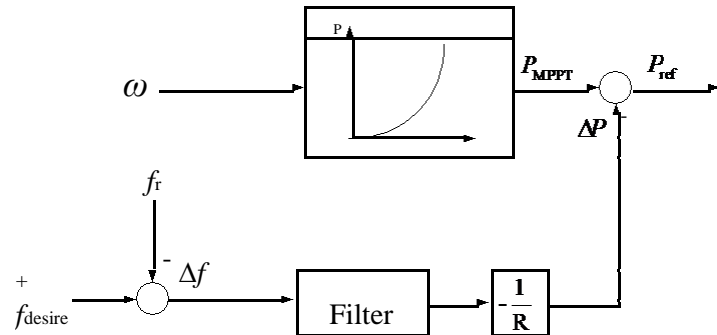 P
ω
P_MPPT
P_ref
ΔP
-
f_r
-
Δf
+
f_desire
Filter
-1/R